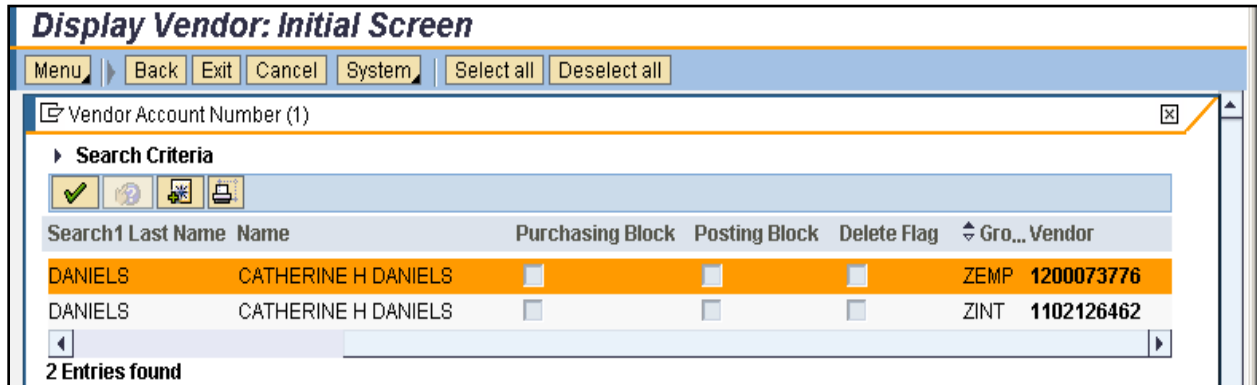 Display Vendor: Initial Screen
Menu Back Exit Cancel System Select all Deselect all
Vendor Account Number (1)
Search Criteria
Search1 Last Name Name Purchasing Block Posting Block Delete Flag Gro... Vendor
DANIELS CATHERINE H DANIELS ZEMP 1200073776
DANIELS CATHERINE H DANIELS ZINT 1102126462
2 Entries found